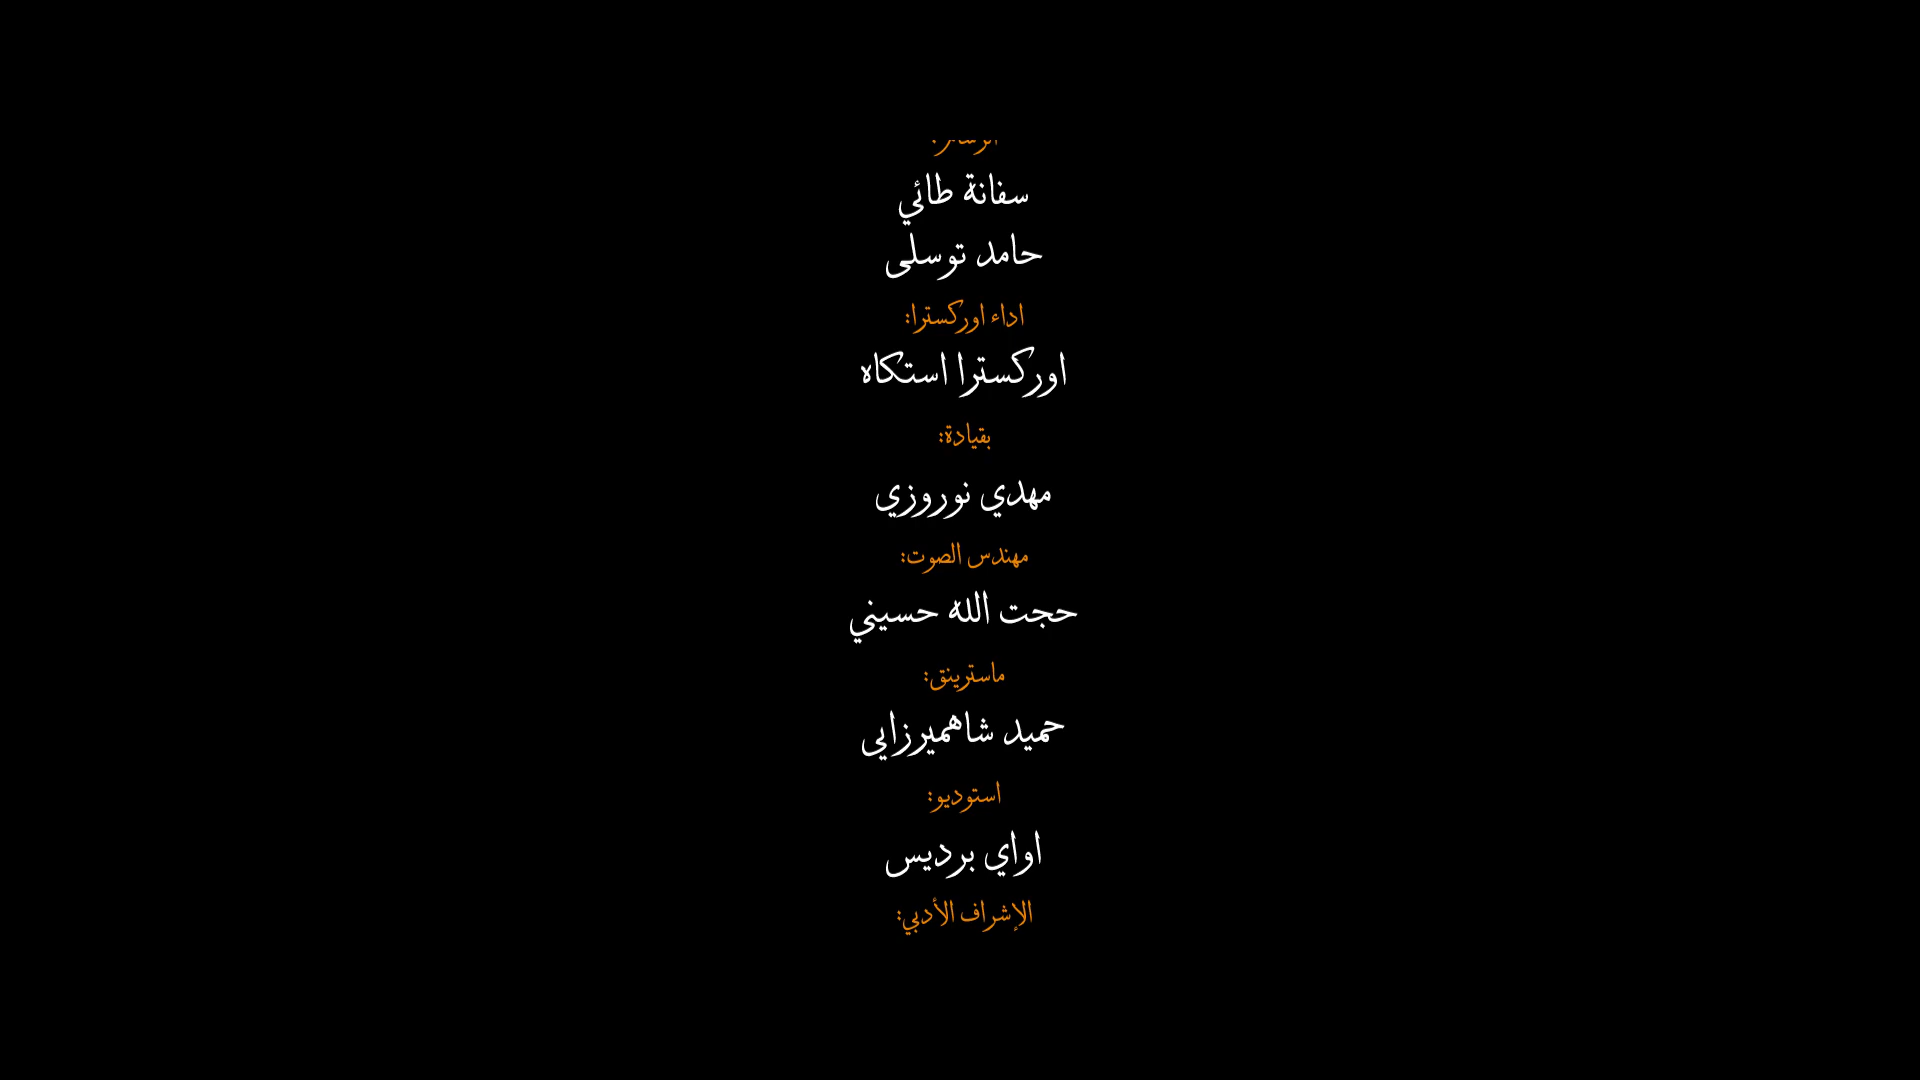 سفانة طائي
حامد توسلی
اداء اوركسترا:
اوركسترا استكاه
بقيادة:
مهدي نوروزي
مهندس الصوت:
حجت الله حسيني
ماسترينق:
حميد شاهميرزايی
استوديو:
اواي برديس
الإشراف الأدبي: